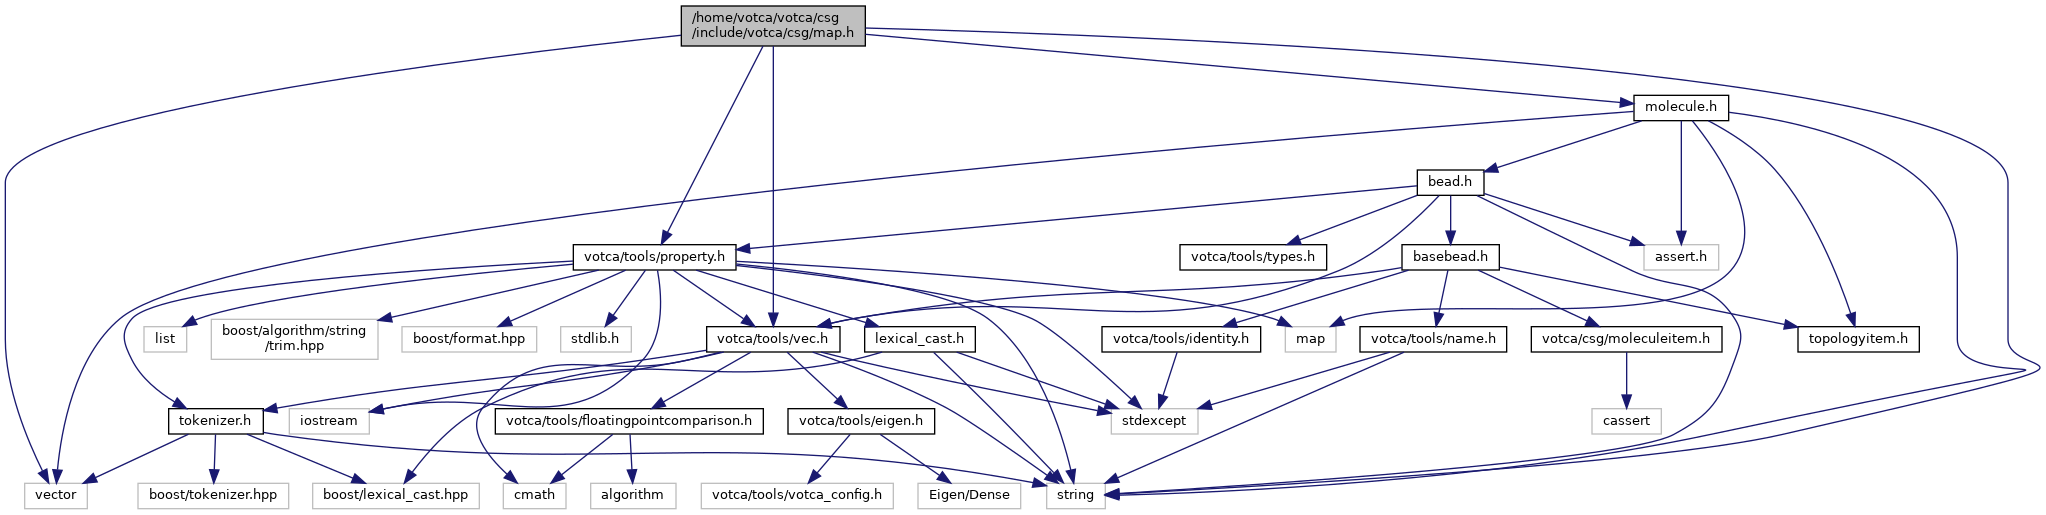 /home/votca/votca/csg
/include/votca/csg/map.h
molecule.h
bead.h
votca/tools/property.h
votca/tools/types.h
basebead.h
assert.h
list
boost/algorithm/string
/trim.hpp
boost/format.hpp
stdlib.h
votca/tools/vec.h
lexical_cast.h
votca/tools/identity.h
map
votca/tools/name.h
votca/csg/moleculeitem.h
topologyitem.h
tokenizer.h
iostream
votca/tools/floatingpointcomparison.h
votca/tools/eigen.h
stdexcept
cassert
vector
boost/tokenizer.hpp
boost/lexical_cast.hpp
cmath
algorithm
votca/tools/votca_config.h
Eigen/Dense
string